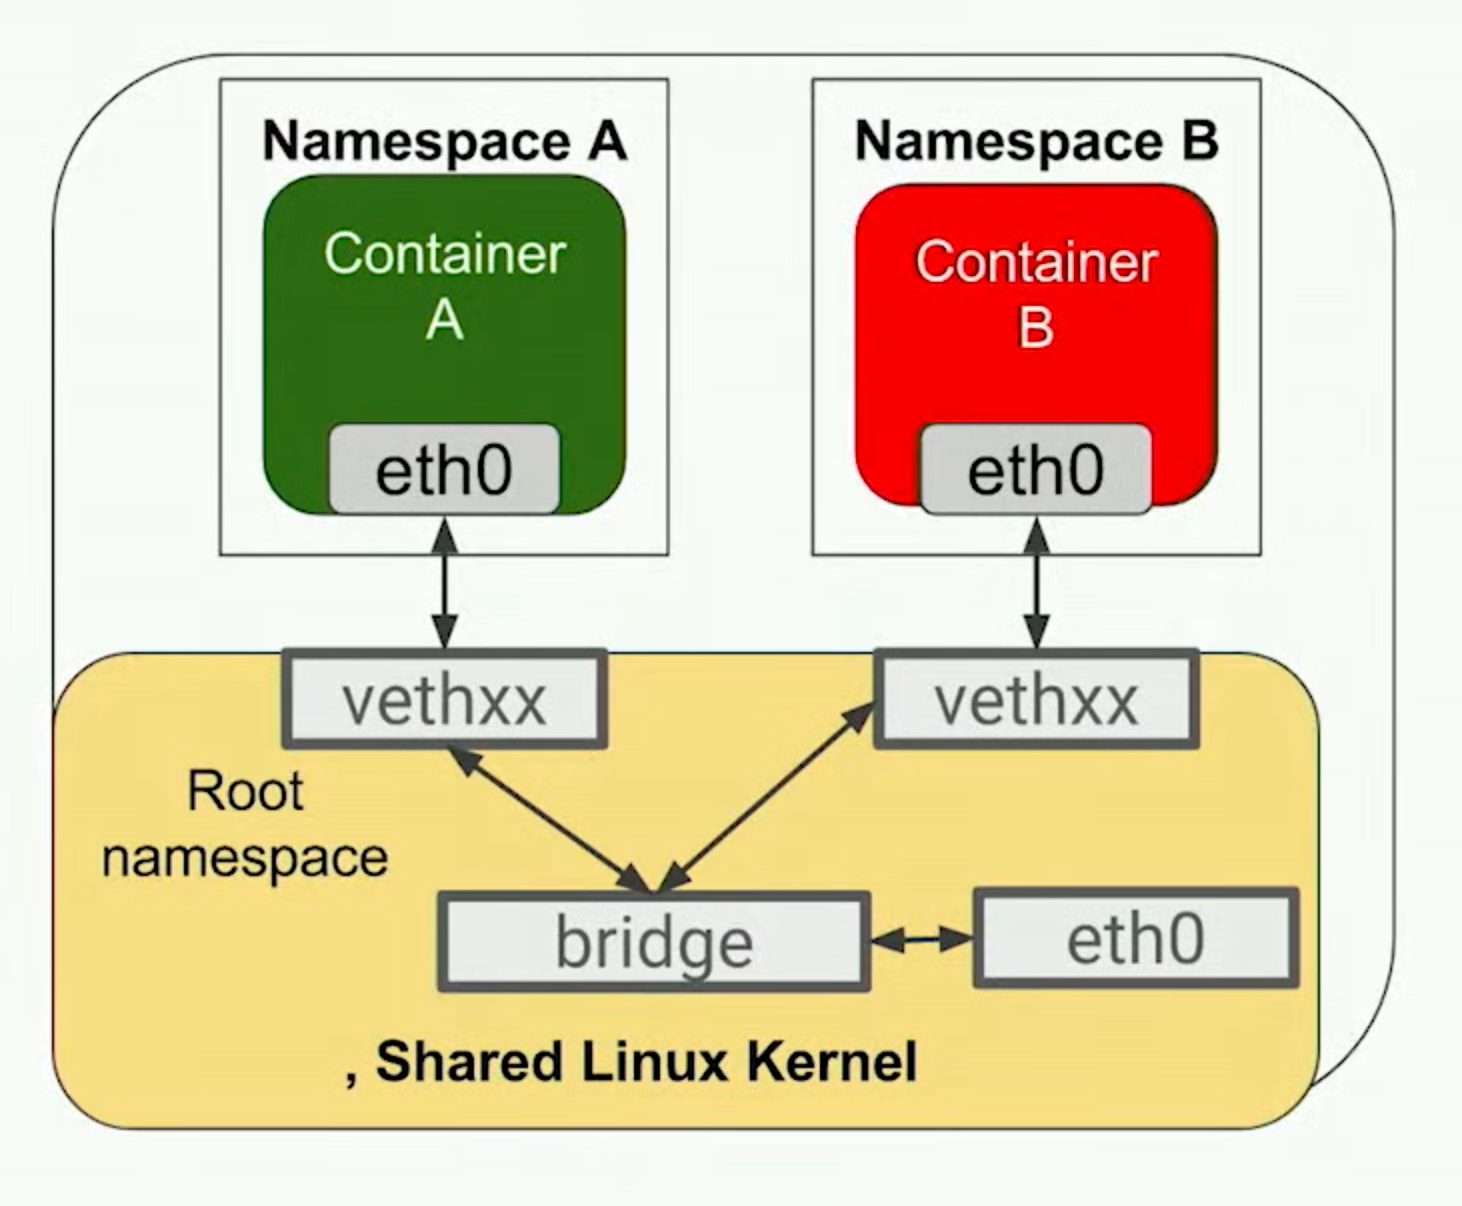 Namespace A
Namespace B
Container
A
Container
B
eth0
eth0
vethxx
vethxx
Root
namespace
bridge
eth0
, Shared Linux Kernel